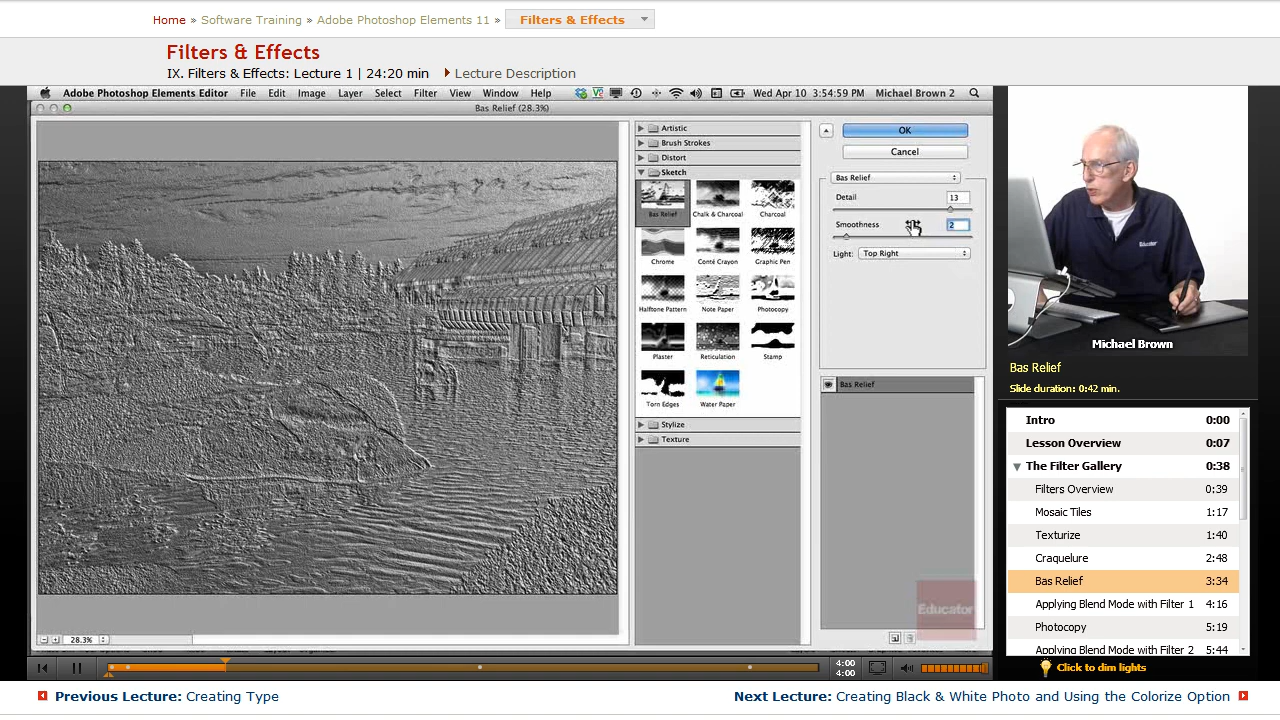 Home » Software Training » Adobe Photoshop Elements 11 » Filters & Effects
Filters & Effects
IX. Filters & Effects: Lecture 1 | 24:20 min Lecture Description
Adobe Photoshop Elements Editor File Edit Image Layer Select Filter View Window Help Wed Apr 10 3:54:59 PM Michael Brown 2
Bas Relief (28.3%)
Artistic
Brush Strokes
Distort
Sketch
Bas Relief Chalk & Charcoal Charcoal
Chrome Conté Crayon Graphic Pen
Halftone Pattern Note Paper Photocopy
Plaster Reticulation Stamp
Torn Edges Water Paper
Stylize
Texture
OK
Cancel
Bas Relief
Detail 13
Smoothness 2
Light: Top Right
Bas Relief
Educator
28.3%
4:00
4:00
Educator
Michael Brown
Bas Relief
Slide duration: 0:42 min.
Intro 0:00
Lesson Overview 0:07
The Filter Gallery 0:38
Filters Overview 0:39
Mosaic Tiles 1:17
Texturize 1:40
Craquelure 2:48
Bas Relief 3:34
Applying Blend Mode with Filter 1 4:16
Photocopy 5:19
Applying Blend Mode with Filter 2 5:44
Click to dim lights
Previous Lecture: Creating Type
Next Lecture: Creating Black & White Photo and Using the Colorize Option